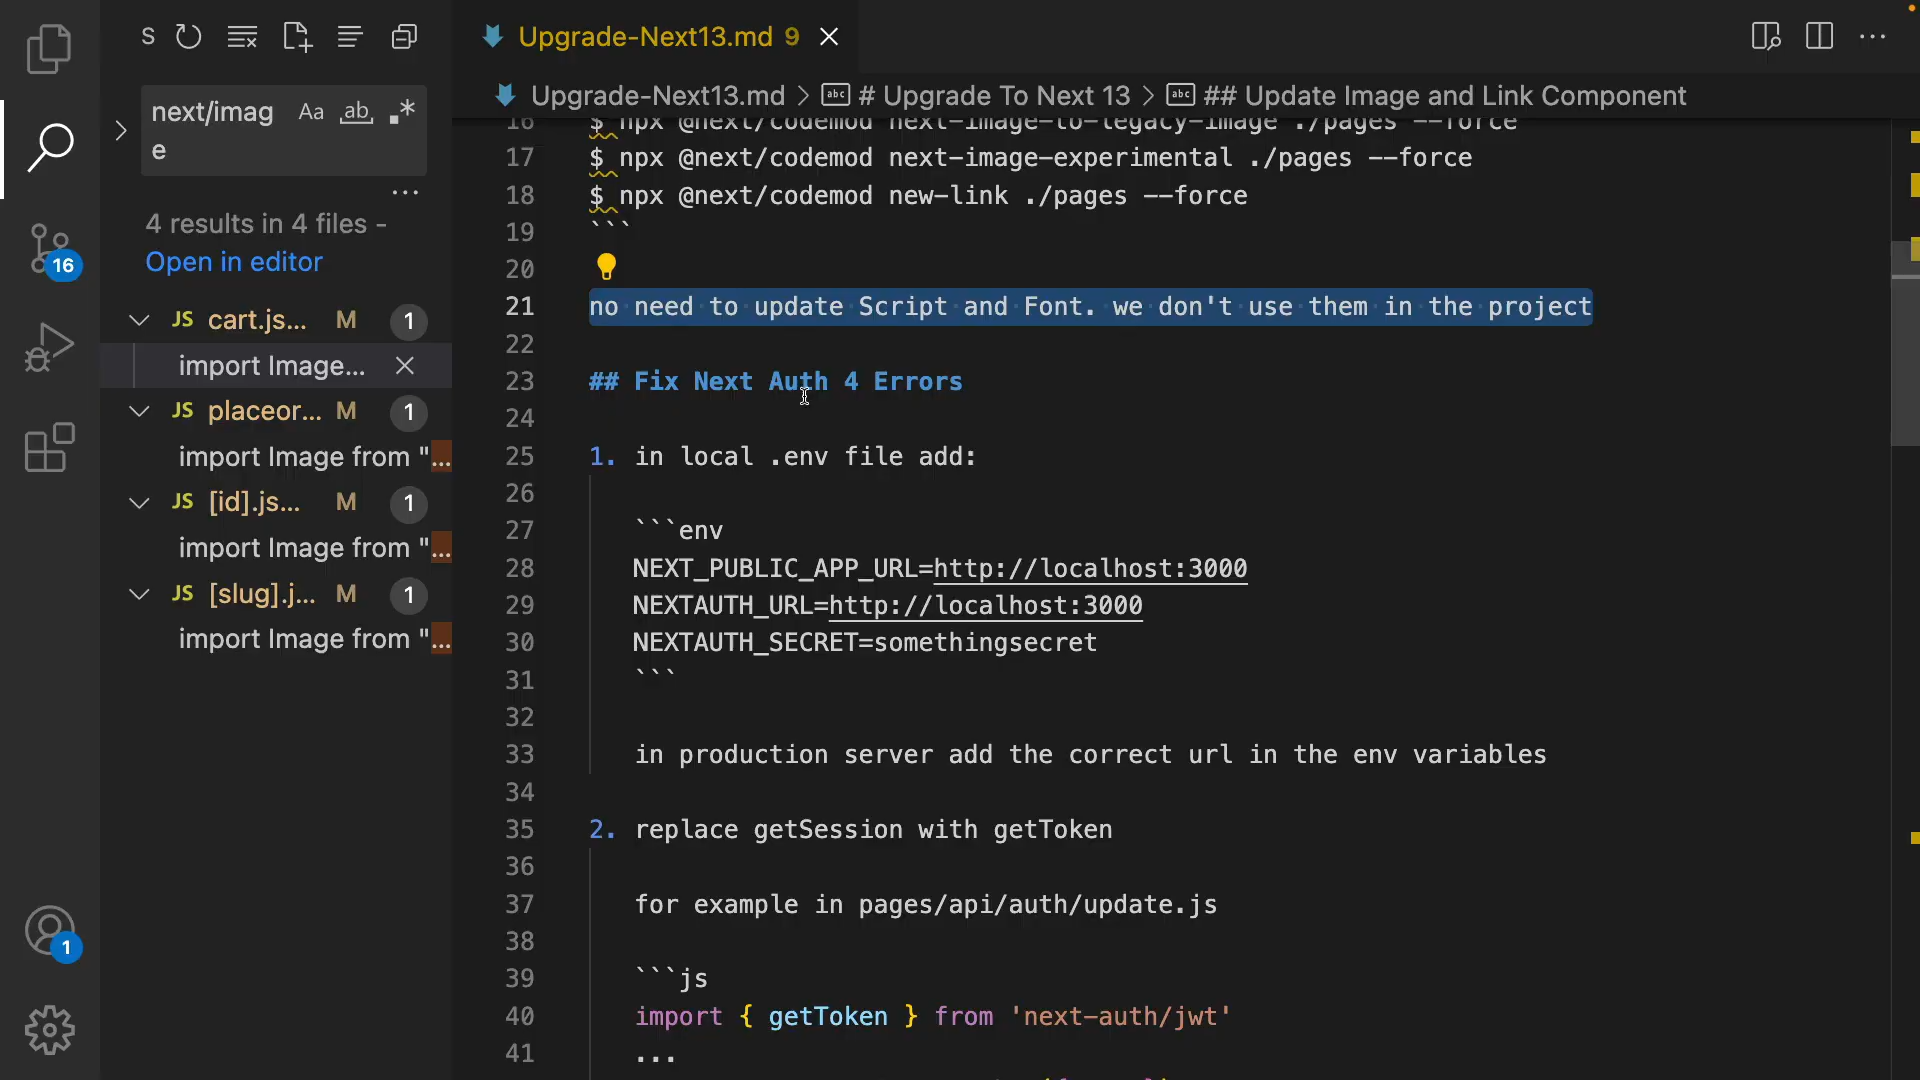 S
Upgrade-Next13.md 9
next/imag
e
Aa ab .*
4 results in 4 files -
Open in editor
JS cart.js... M 1
import Image...
JS placeor... M 1
import Image from "...
JS [id].js... M 1
import Image from "...
JS [slug].j... M 1
import Image from "...
16
1
Upgrade-Next13.md > abc # Upgrade To Next 13 > abc ## Update Image and Link Component
16 $ npx @next/codemod next-image-to-legacy-image ./pages --force
17 $ npx @next/codemod next-image-experimental ./pages --force
18 $ npx @next/codemod new-link ./pages --force
19 ```
20
21 no need to update Script and Font. we don't use them in the project
22
23 ## Fix Next Auth 4 Errors
24
25 1. in local .env file add:
26
27 ```env
28 NEXT_PUBLIC_APP_URL=http://localhost:3000
29 NEXTAUTH_URL=http://localhost:3000
30 NEXTAUTH_SECRET=somethingsecret
31 ```
32
33 in production server add the correct url in the env variables
34
35 2. replace getSession with getToken
36
37 for example in pages/api/auth/update.js
38
39 ```js
40 import { getToken } from 'next-auth/jwt'
41 ...